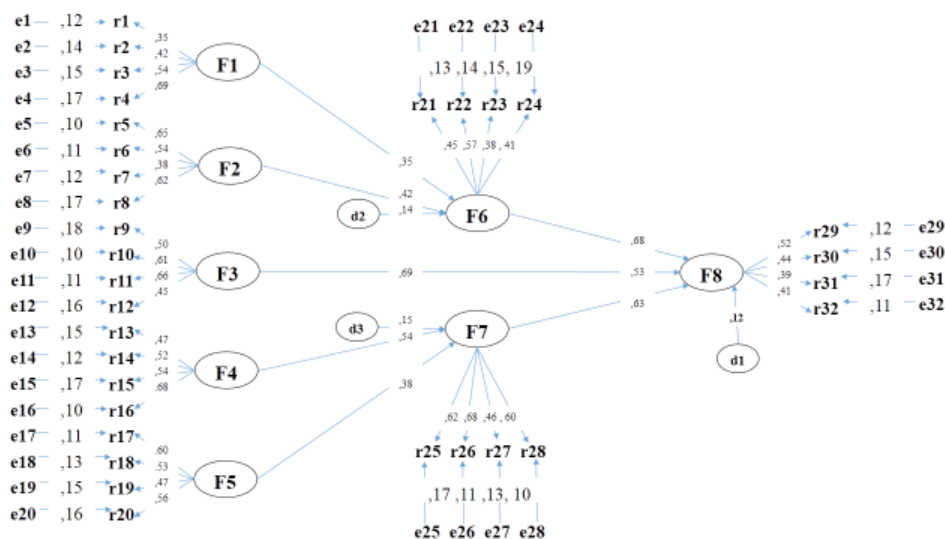 e1 ,12 r1
e2 ,14 r2
e3 ,15 r3
e4 ,17 r4
e5 ,10 r5
e6 ,11 r6
e7 ,12 r7
e8 ,17 r8
e9 ,18 r9
e10 ,10 r10
e11 ,11 r11
e12 ,16 r12
e13 ,15 r13
e14 ,12 r14
e15 ,17 r15
e16 ,10 r16
e17 ,11 r17
e18 ,13 r18
e19 ,15 r19
e20 ,16 r20
,35
,42
,54
,69
F1
,65
,54
,38
,62
F2
,50
,61
,66
,45
F3
,47
,52
,54
,68
F4
,60
,53
,47
,56
F5
e21 e22 e23 e24
,13 ,14 ,15, 19
r21 r22 r23 r24
,45 ,57 ,38 ,41
,35
,42
,14
d2
F6
,69
d3
,15
,54
F7
,38
,62 ,68 ,46 ,60
r25 r26 r27 r28
,17 ,11 ,13, 10
e25 e26 e27 e28
,68
,53
,63
F8
,12
d1
,52
,44
,39
,41
r29 ,12 e29
r30 ,15 e30
r31 ,17 e31
r32 ,11 e32